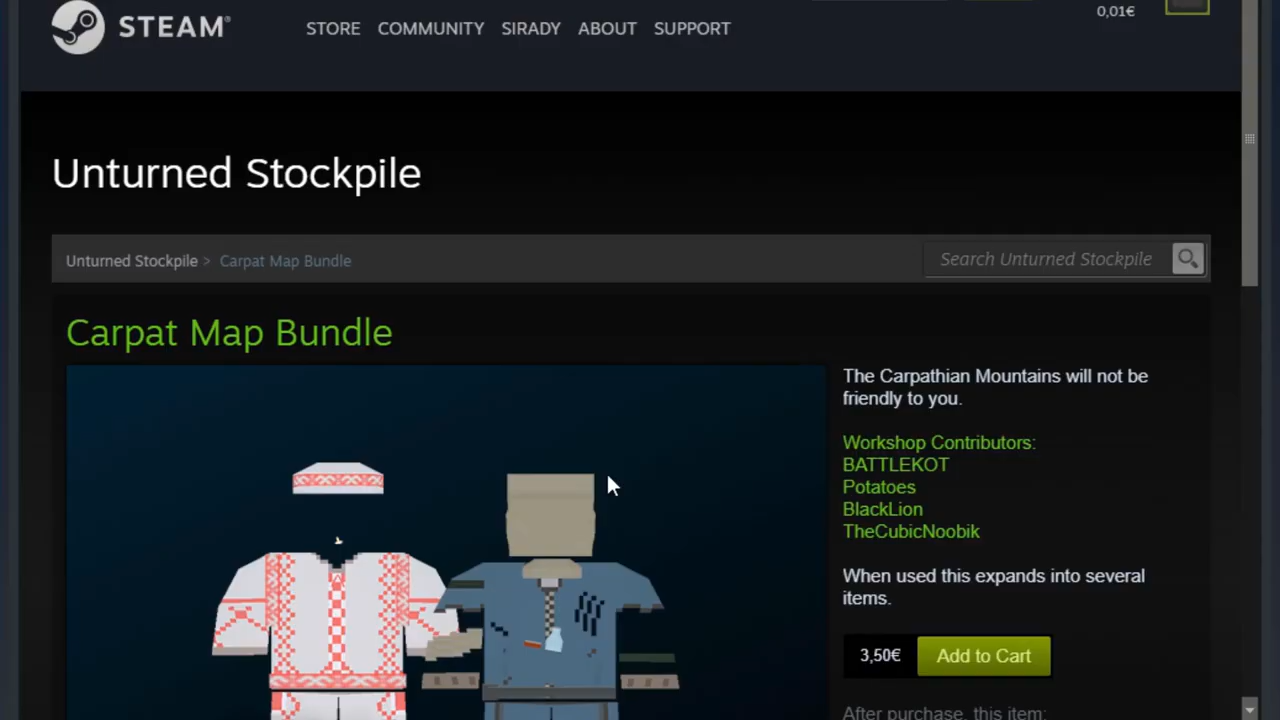 0,01€
STEAM®
STORE COMMUNITY SIRADY ABOUT SUPPORT
Unturned Stockpile
Unturned Stockpile > Carpat Map Bundle
Search Unturned Stockpile
Carpat Map Bundle
The Carpathian Mountains will not be
friendly to you.
Workshop Contributors:
BATTLEKOT
Potatoes
BlackLion
TheCubicNoobik
When used this expands into several
items.
3,50€ Add to Cart
After purchase, this item: